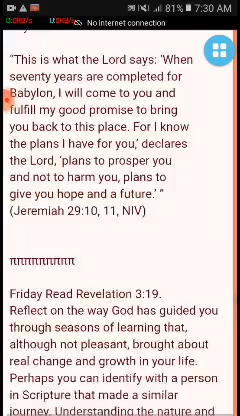 81% 7:30 AM
No internet connection
“This is what the Lord says: ‘When
seventy years are completed for
Babylon, I will come to you and
fulfill my good promise to bring
you back to this place. For I know
the plans I have for you,’ declares
the Lord, ‘plans to prosper you
and not to harm you, plans to
give you hope and a future.’ ”
(Jeremiah 29:10, 11, NIV)
πππππππππ
Friday Read Revelation 3:19.
Reflect on the way God has guided you
through seasons of learning that,
although not pleasant, brought about
real change and growth in your life.
Perhaps you can identify with a person
in Scripture that made a similar
journey. Understanding the nature and